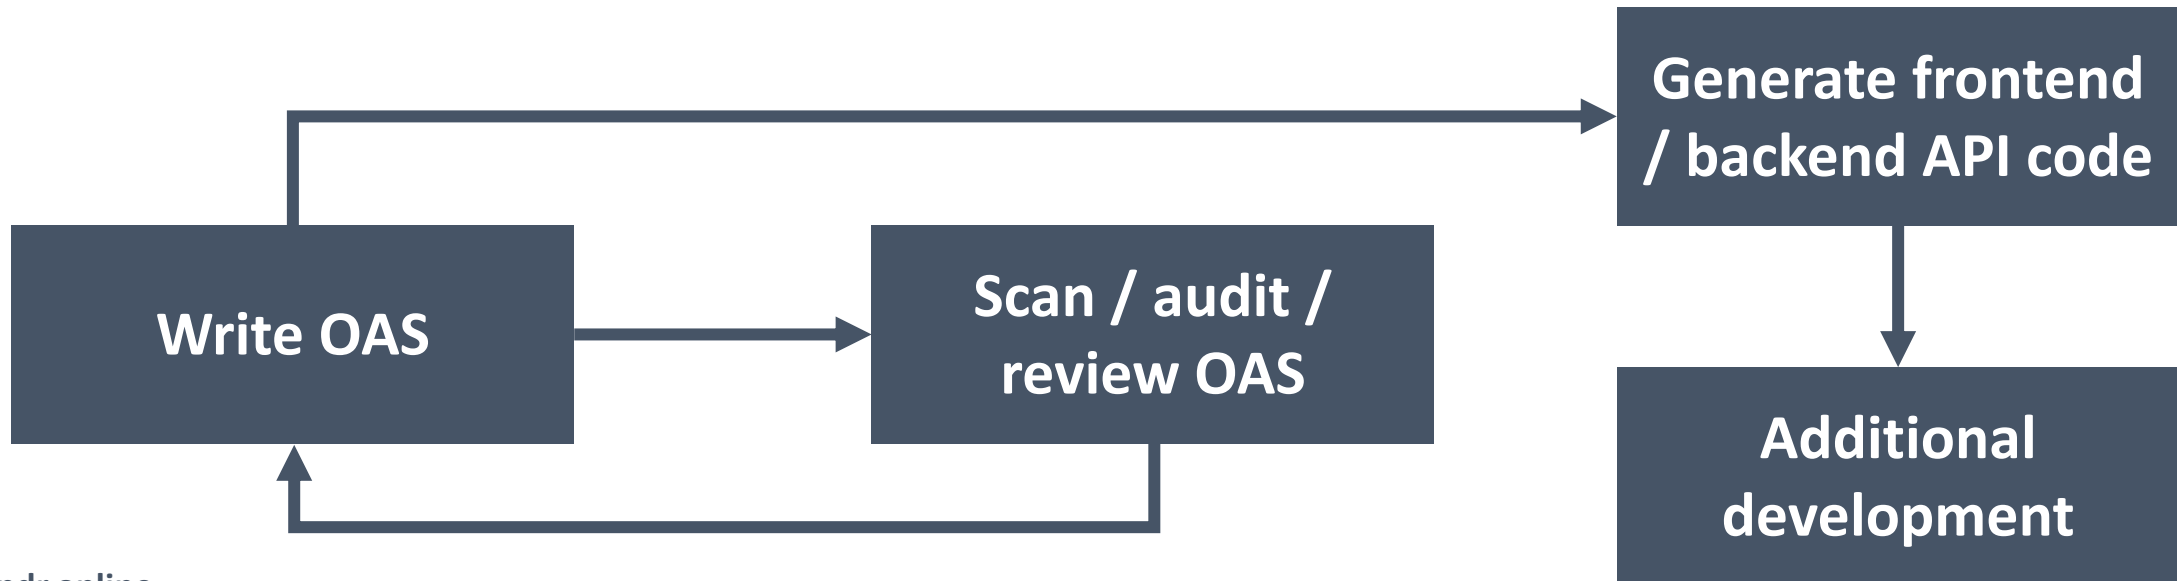 Generate frontend
/ backend API code
Write OAS
Scan / audit /
review OAS
Additional
development